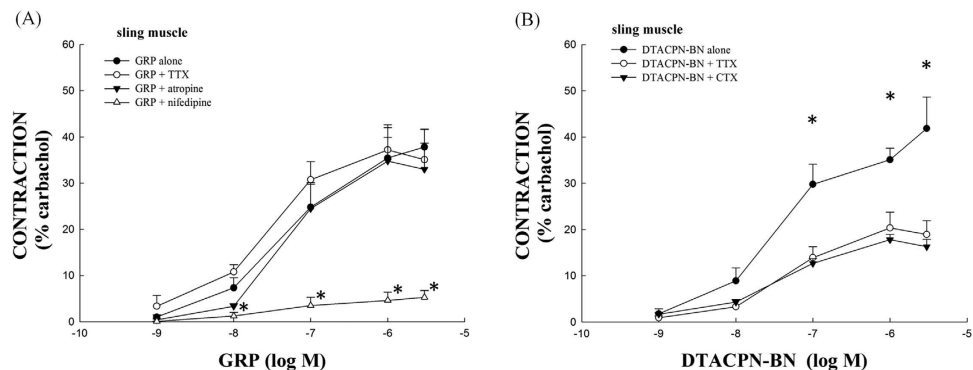 (A)
sling muscle
GRP alone
GRP + TTX
GRP + atropine
GRP + nifedipine
60
50
40
30
20
10
0
CONTRACTION
(% carbachol)
*
*
*
*
-10
-9
-8
-7
-6
-5
GRP (log M)
(B)
sling muscle
DTACPN-BN alone
DTACPN-BN + TTX
DTACPN-BN + CTX
60
50
40
30
20
10
0
CONTRACTION
(% carbachol)
*
*
*
-10
-9
-8
-7
-6
-5
DTACPN-BN (log M)